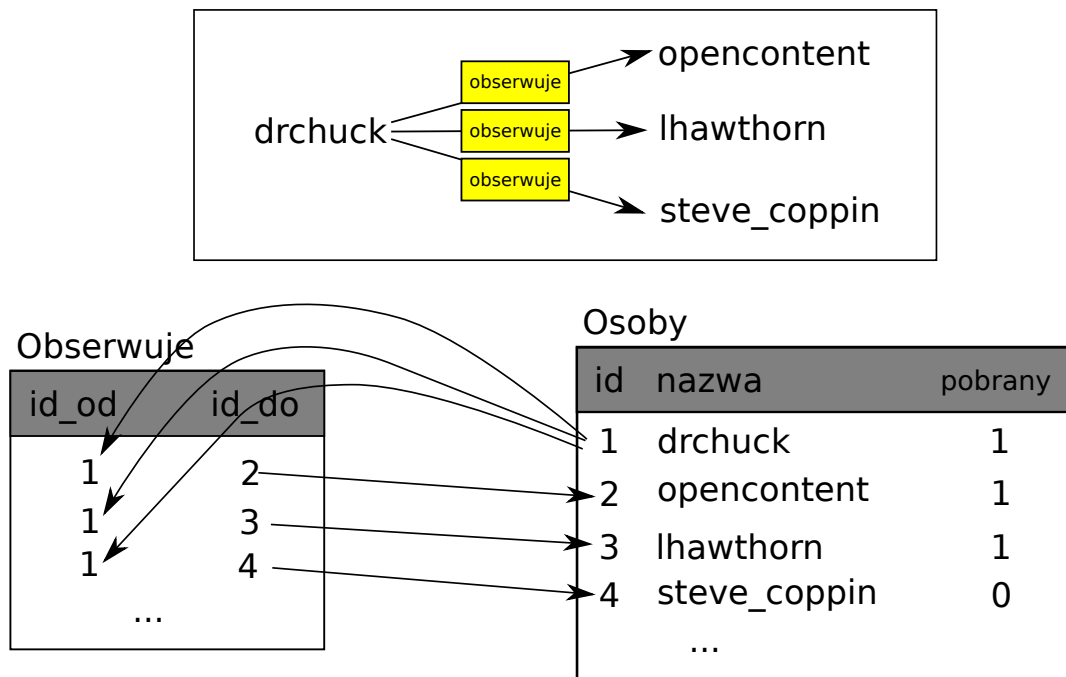 opencontent
obserwuje
drchuck
obserwuje
lhawthorn
obserwuje
steve_coppin
Obserwuje
id_od id_do
1 2
1 3
1 4
...
Osoby
id nazwa pobrany
1 drchuck 1
2 opencontent 1
3 lhawthorn 1
4 steve_coppin 0
...